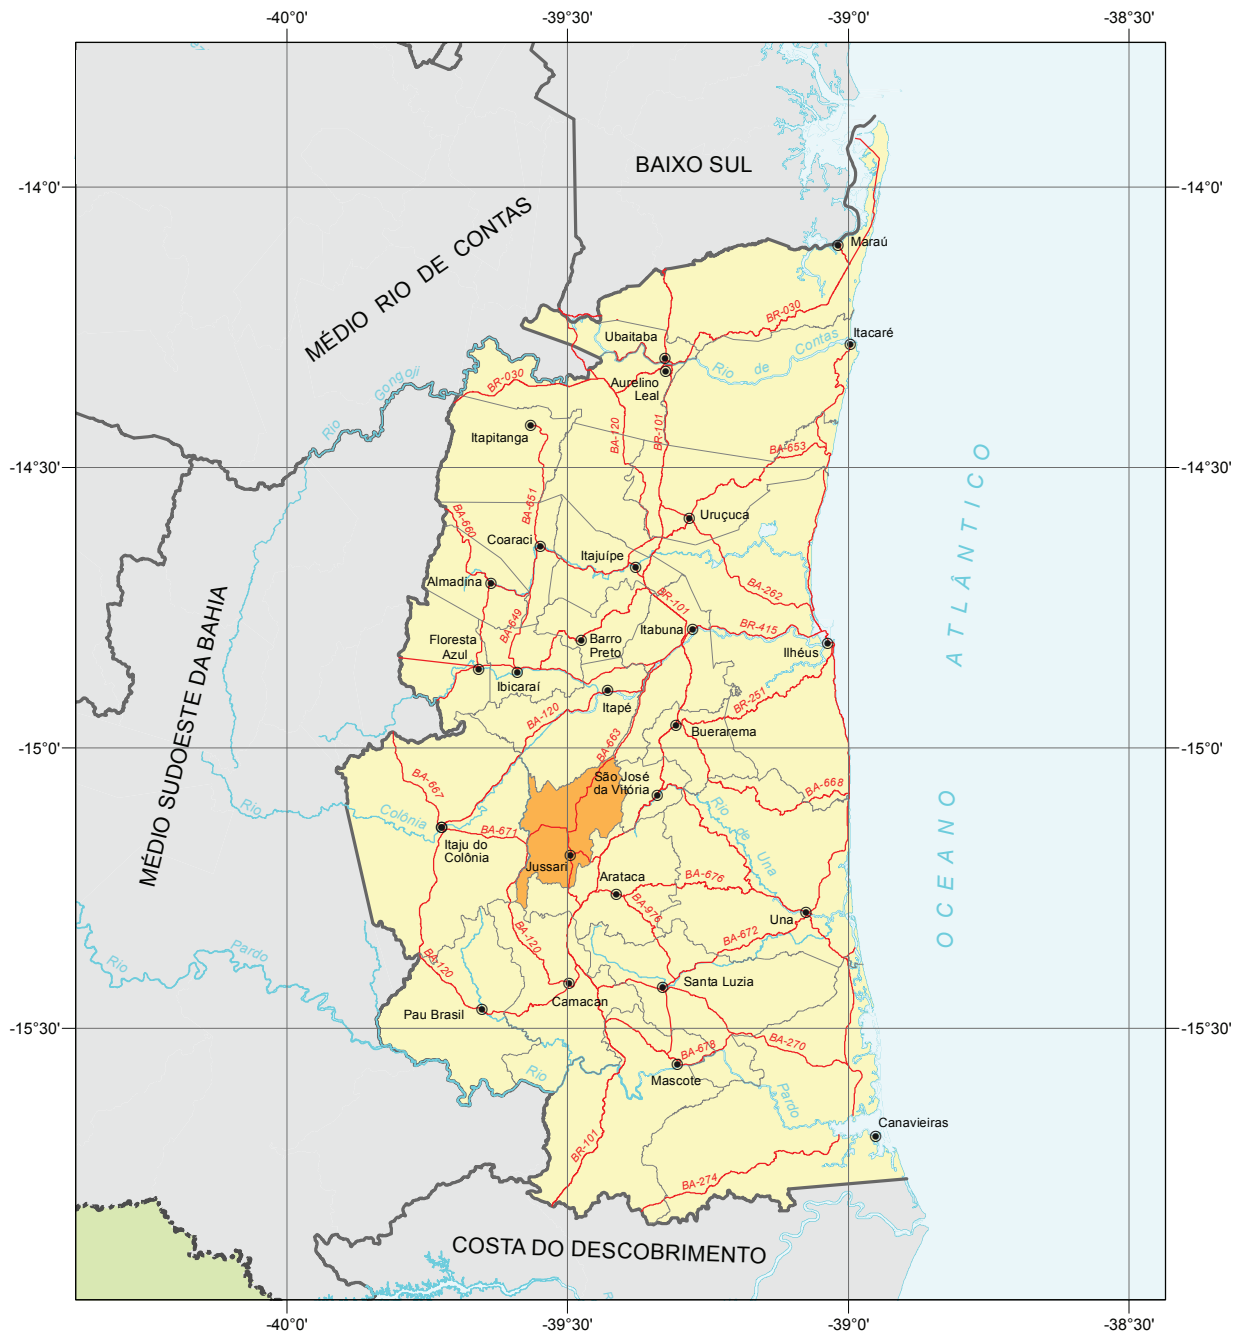 -40°0'
-39°30'
-39°0'
-38°30'
BAIXO SUL
-14°0'
-14°0'
MÉDIO RIO DE CONTAS
Maraú
BR-030
Itacaré
Ubaitaba
Rio de Contas
Aurelino
Leal
BR-030
Rio Gongoji
Itapitanga
BA-120
BR-101
BA-653
-14°30'
-14°30'
BA-651
BA-660
Uruçuca
Coaraci
Itajuípe
Almadina
BA-262
BR-101
BA-649
Itabuna
BR-415
Floresta
Azul
Barro
Preto
Ilhéus
Ibicaraí
Itapé
BR-251
BA-120
Buerarema
BA-663
-15°0'
-15°0'
MÉDIO SUDOESTE DA BAHIA
OCEANO ATLÂNTICO
São José
da Vitória
BA-667
BA-668
Rio Colônia
Rio de Una
BA-671
Itaju do
Colônia
Jussari
Arataca
BA-676
BA-976
Una
BA-672
BA-120
Rio Pardo
BA-120
Santa Luzia
Camacan
Pau Brasil
-15°30'
-15°30'
BA-270
BA-678
Rio Pardo
Mascote
Canavieiras
BR-101
BA-274
COSTA DO DESCOBRIMENTO
-40°0'
-39°30'
-39°0'
-38°30'